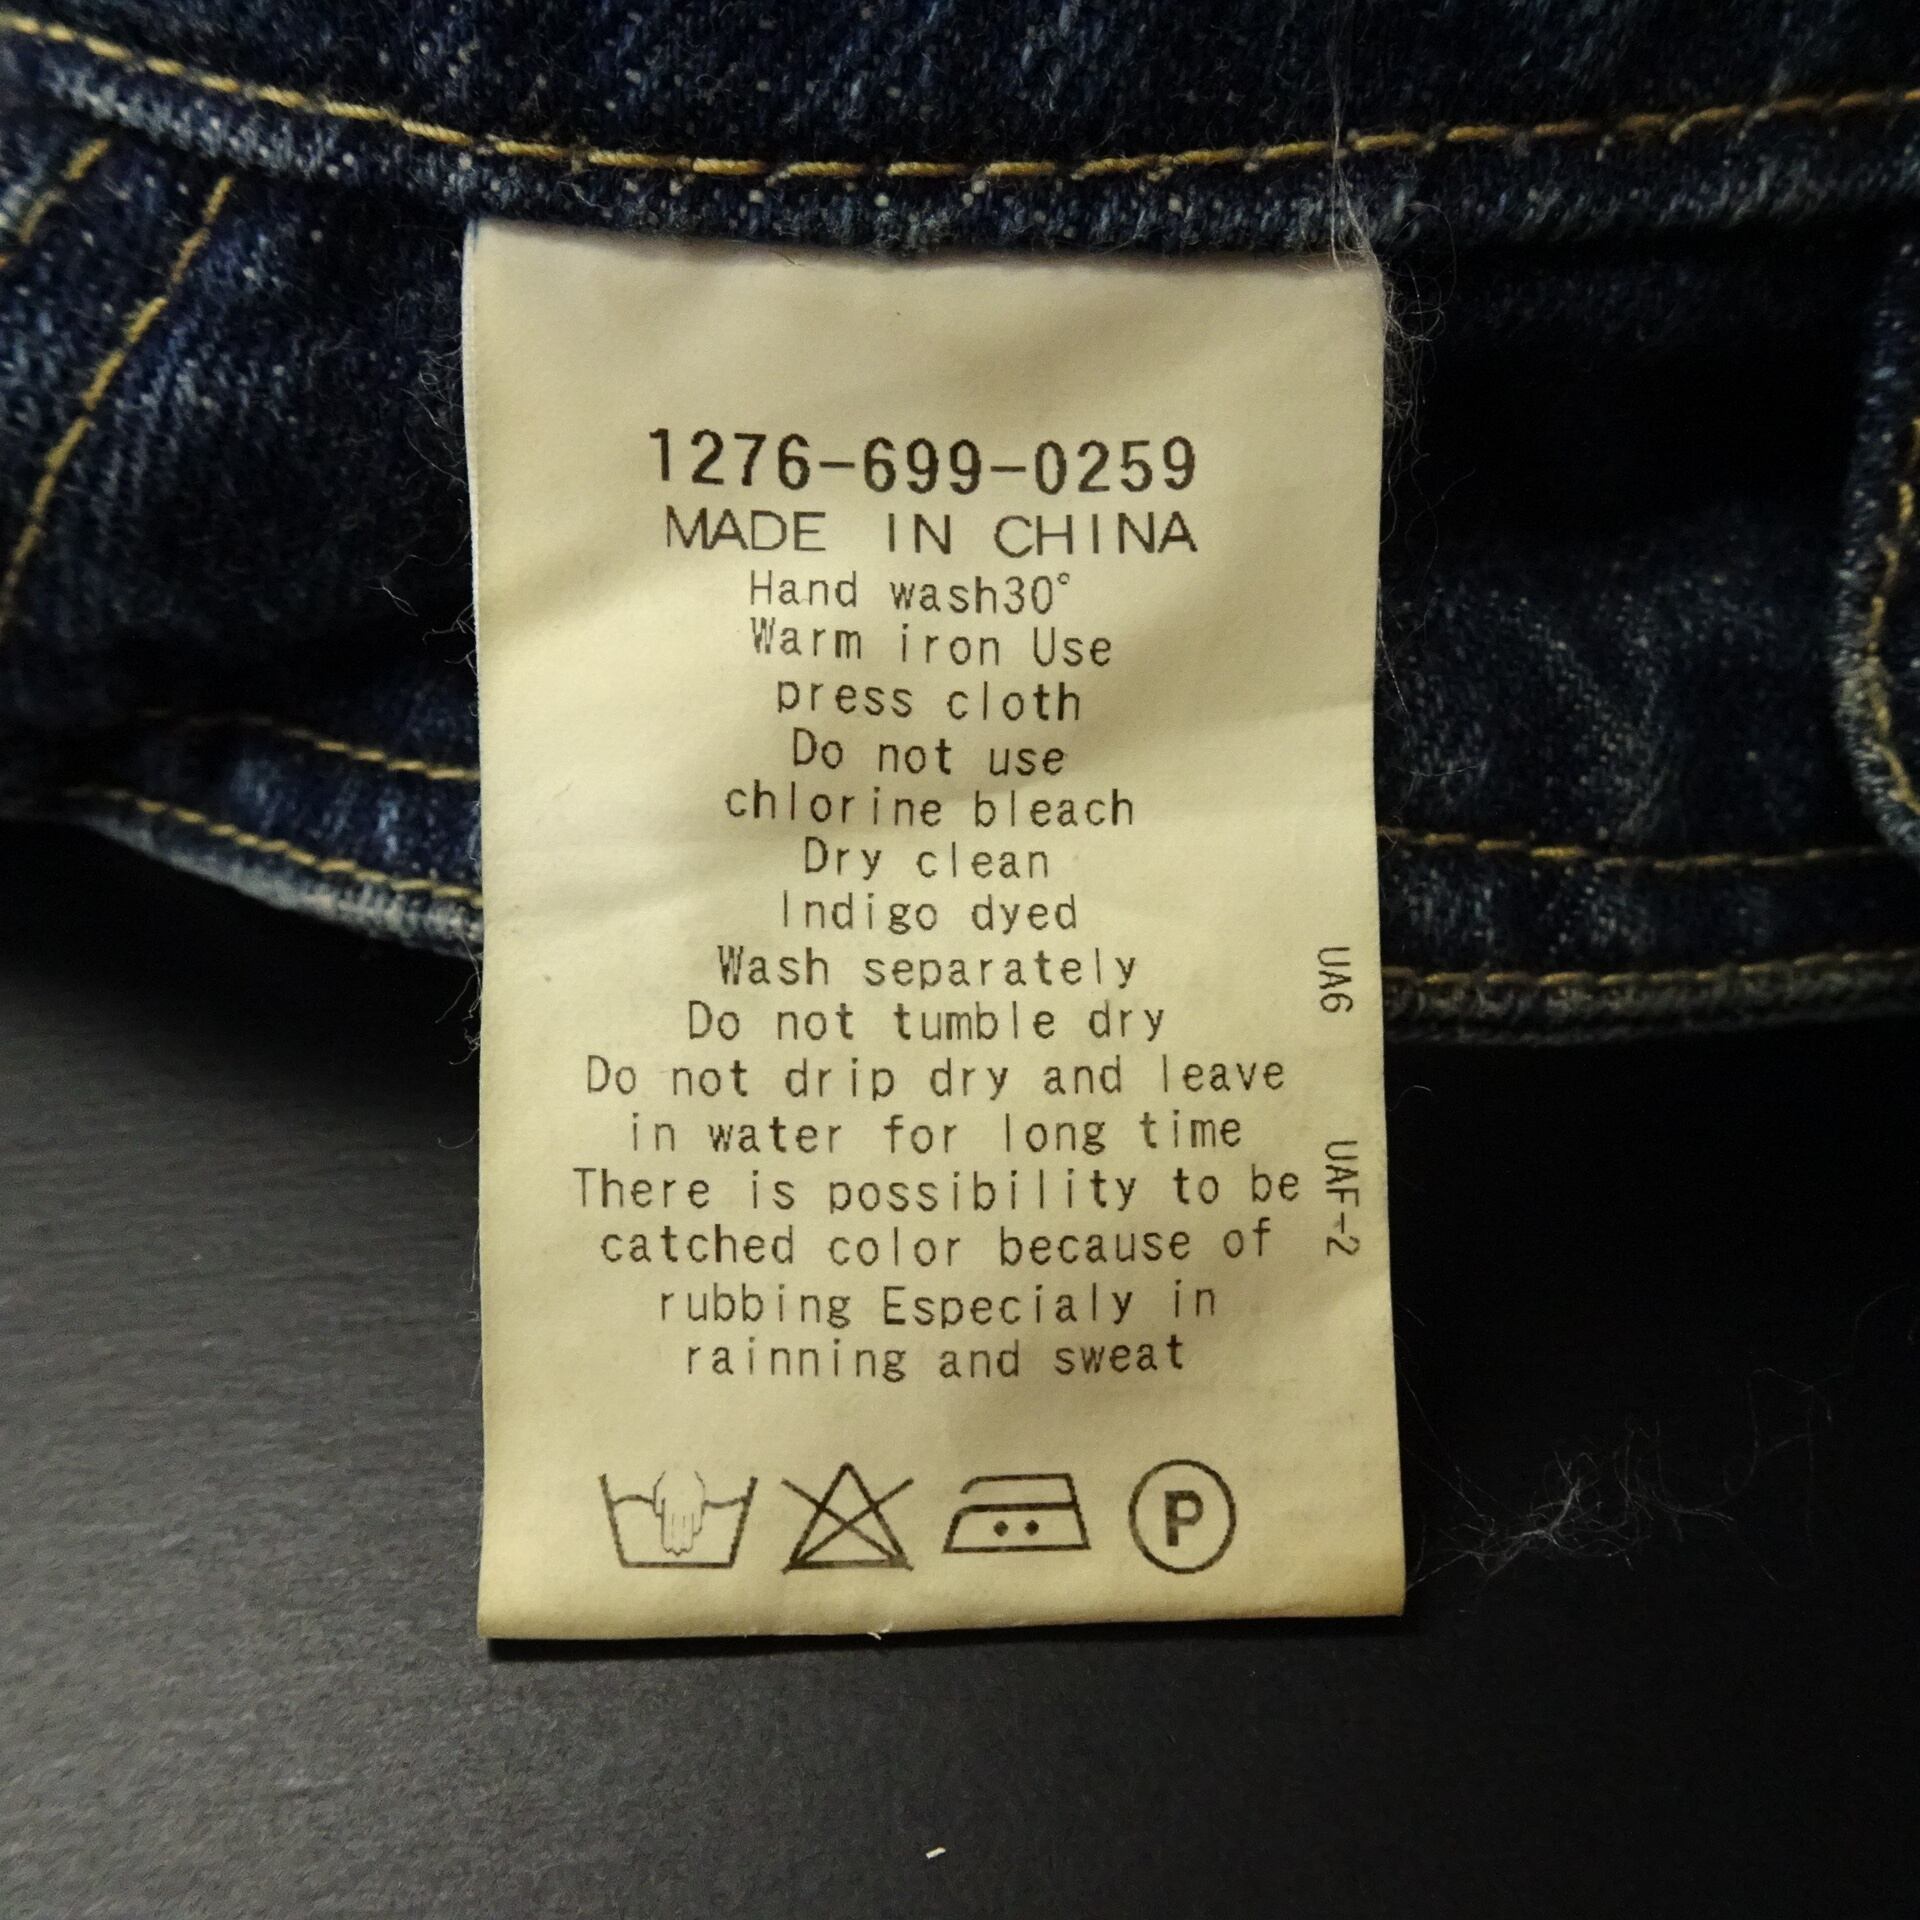 1276-699-0259
MADE IN CHINA
Hand wash30°
Warm iron Use
press cloth
Do not use
chlorine bleach
Dry clean
Indigo dyed
Wash separately
Do not tumble dry
Do not drip dry and leave
in water for long time
There is possibility to be
catched color because of
rubbing Especialy in
rainning and sweat
UA6
UAF-2
P